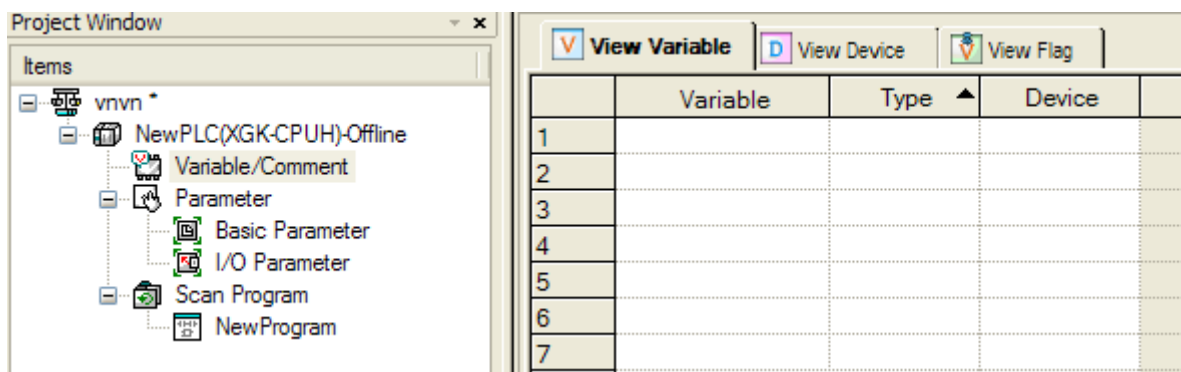 Project Window
Items
vnvn *
NewPLC(XGK-CPUH)-Offline
Variable/Comment
Parameter
Basic Parameter
I/O Parameter
Scan Program
NewProgram
V View Variable D View Device V View Flag
Variable Type Device
1
2
3
4
5
6
7